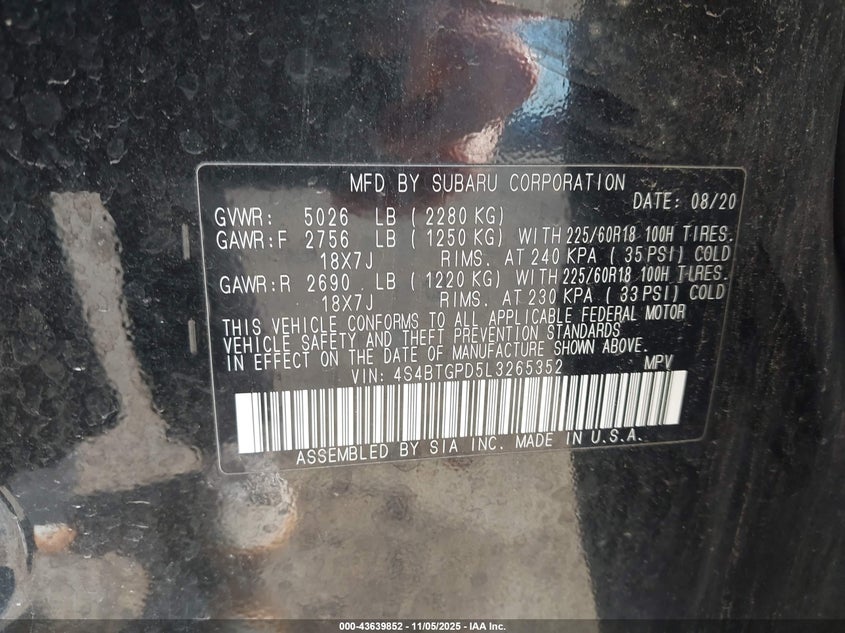 MFD BY SUBARU CORPORATION
DATE: 08/20
GVWR: 5026 LB ( 2280 KG)
GAWR:F 2756 LB ( 1250 KG) WITH 225/60R18 100H TIRES.
18X7J RIMS. AT 240 KPA ( 35 PSI) COLD
GAWR:R 2690 LB ( 1220 KG) WITH 225/60R18 100H TIRES.
18X7J RIMS. AT 230 KPA ( 33 PSI) COLD
THIS VEHICLE CONFORMS TO ALL APPLICABLE FEDERAL MOTOR
VEHICLE SAFETY AND THEFT PREVENTION STANDARDS
IN EFFECT ON THE DATE OF MANUFACTURE SHOWN ABOVE.
VIN: 4S4BTGPD5L3265352 MPV
ASSEMBLED BY SIA INC. MADE IN U.S.A.
000-43639852 - 11/05/2025 - IAA Inc.